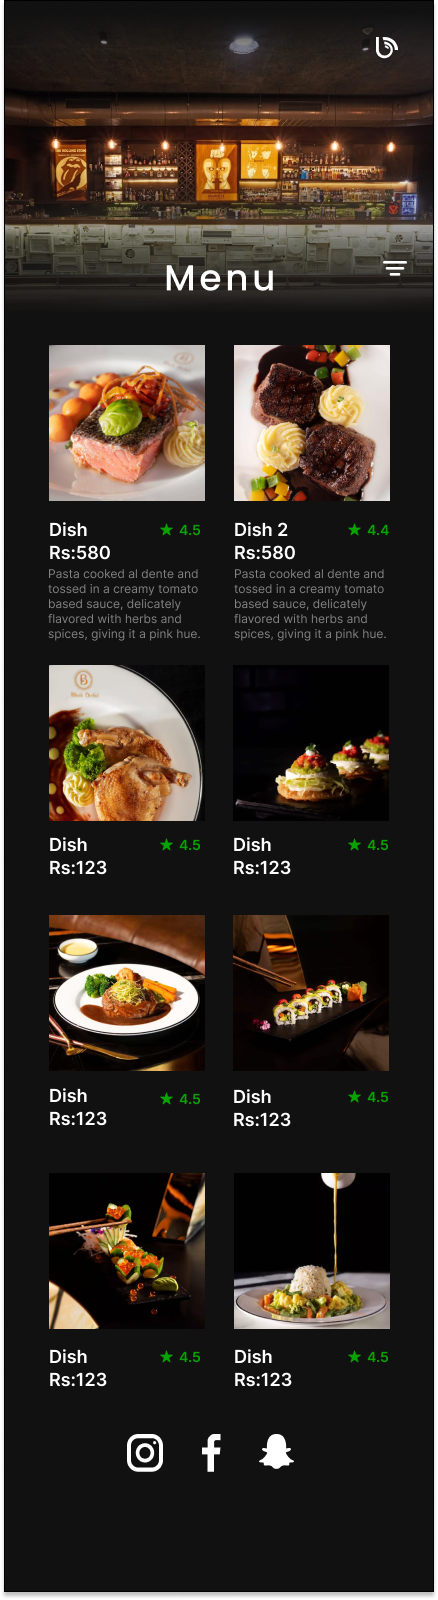 Menu
Dish
★ 4.5
Rs:580
Pasta cooked al dente and
tossed in a creamy tomato
based sauce, delicately
flavored with herbs and
spices, giving it a pink hue.
Dish 2
★ 4.4
Rs:580
Pasta cooked al dente and
tossed in a creamy tomato
based sauce, delicately
flavored with herbs and
spices, giving it a pink hue.
B
Dish
★ 4.5
Rs:123
Dish
★ 4.5
Rs:123
Dish
★ 4.5
Rs:123
Dish
★ 4.5
Rs:123
Dish
★ 4.5
Rs:123
Dish
★ 4.5
Rs:123